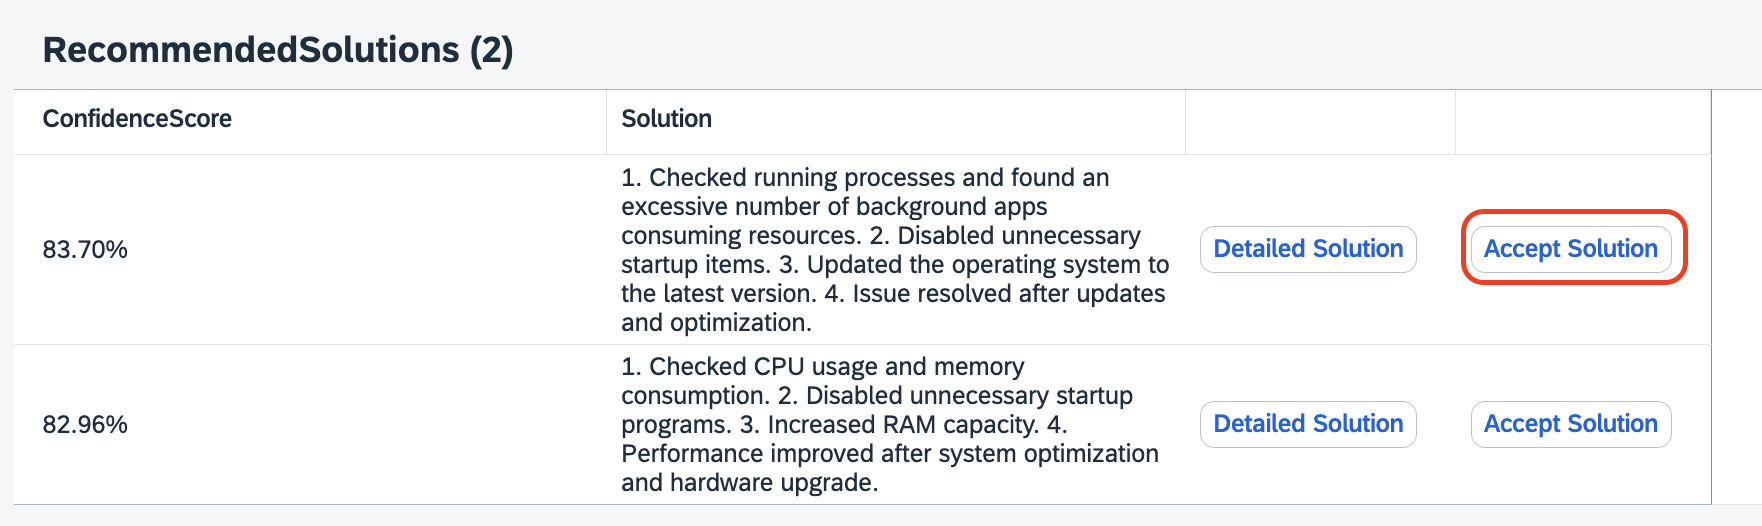 RecommendedSolutions (2)
ConfidenceScore
Solution
83.70%
1. Checked running processes and found an
excessive number of background apps
consuming resources. 2. Disabled unnecessary
startup items. 3. Updated the operating system to
the latest version. 4. Issue resolved after updates
and optimization.
Detailed Solution
Accept Solution
82.96%
1. Checked CPU usage and memory
consumption. 2. Disabled unnecessary startup
programs. 3. Increased RAM capacity. 4.
Performance improved after system optimization
and hardware upgrade.
Detailed Solution
Accept Solution